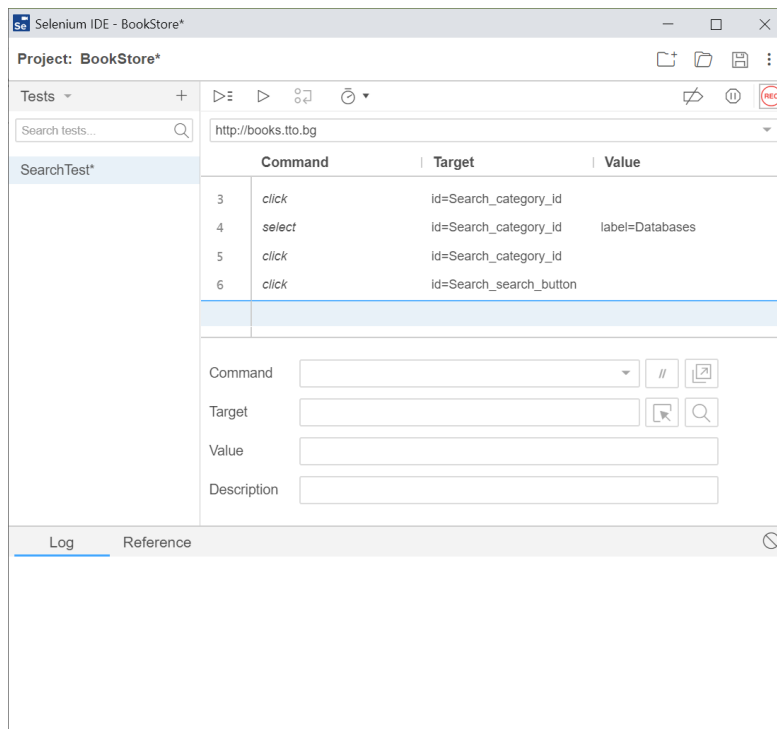 Se Selenium IDE - BookStore*
Project: BookStore*
Tests
REC
Search tests...
http://books.tto.bg
SearchTest*
Command Target Value
3 click id=Search_category_id
4 select id=Search_category_id label=Databases
5 click id=Search_category_id
6 click id=Search_search_button
Command //
Target
Value
Description
Log Reference